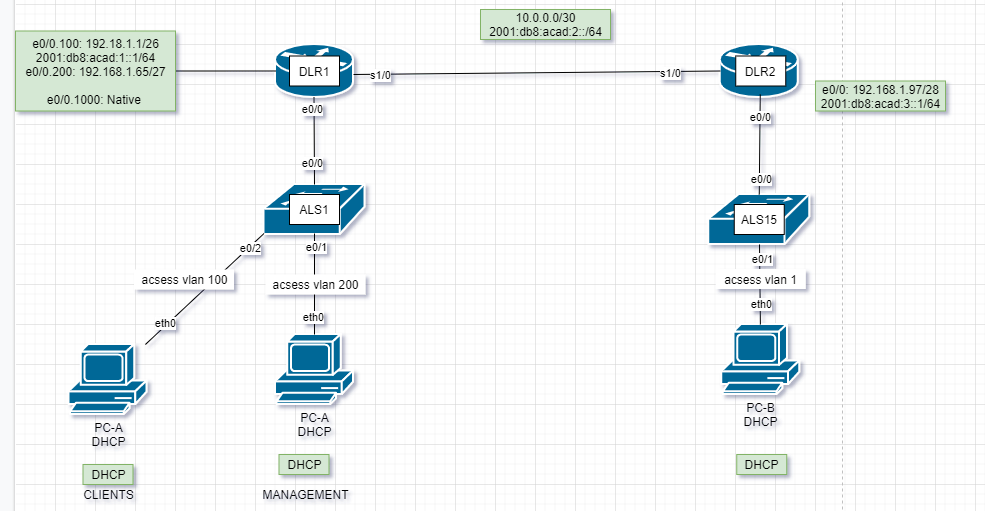 10.0.0.0/30
2001:db8:acad:2::/64
e0/0.100: 192.18.1.1/26
2001:db8:acad:1::1/64
e0/0.200: 192.168.1.65/27
e0/0.1000: Native
DLR1
s1/0
s1/0
DLR2
e0/0: 192.168.1.97/28
2001:db8:acad:3::1/64
e0/0
e0/0
e0/0
e0/0
ALS1
ALS15
e0/2
e0/1
e0/1
acsess vlan 100
acsess vlan 200
acsess vlan 1
eth0
eth0
eth0
PC-A
DHCP
PC-A
DHCP
PC-B
DHCP
DHCP
DHCP
DHCP
CLIENTS
MANAGEMENT